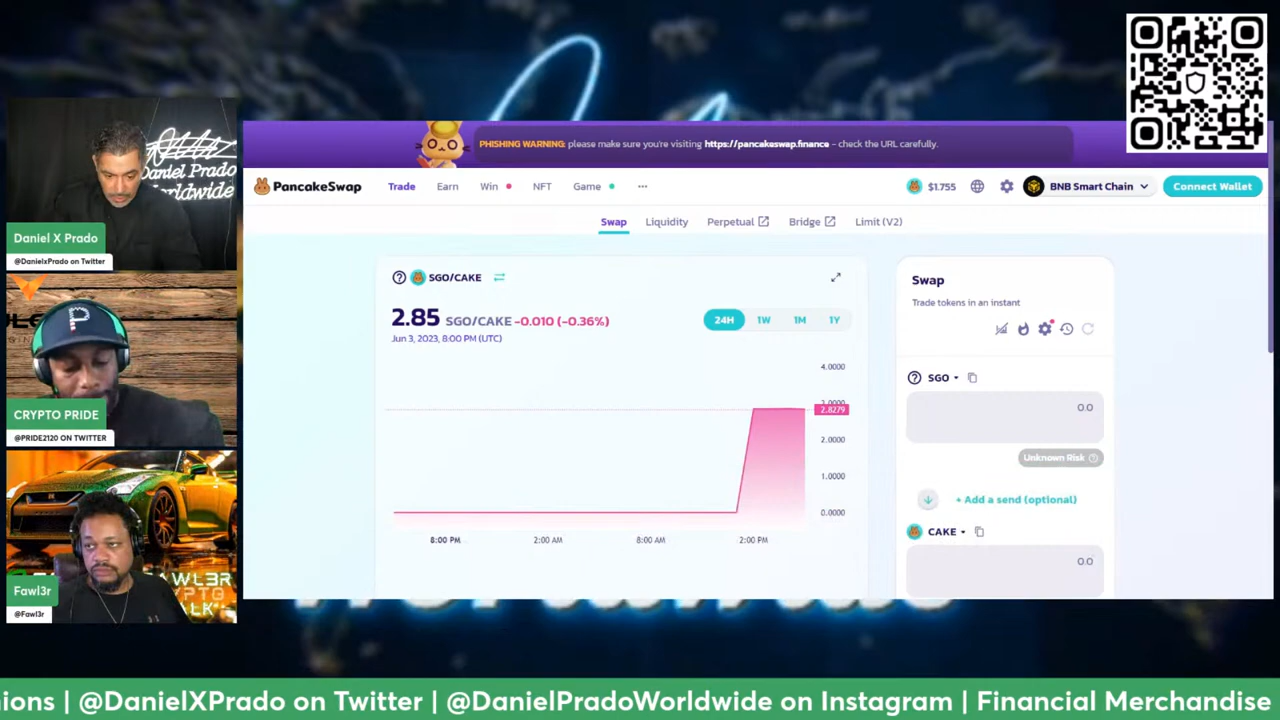 PHISHING WARNING: please make sure you're visiting https://pancakeswap.finance - check the URL carefully.
PancakeSwap Trade Earn Win NFT Game $1.755 BNB Smart Chain Connect Wallet
Swap Liquidity Perpetual Bridge Limit (V2)
SGO/CAKE
2.85 SGO/CAKE -0.010 (-0.36%)
Jun 3, 2023, 8:00 PM (UTC)
24H 1W 1M 1Y
4.0000
3.0000
2.8279
2.0000
1.0000
0.0000
8:00 PM 2:00 AM 8:00 AM 2:00 PM
Swap
Trade tokens in an instant
SGO
0.0
Unknown Risk
+ Add a send (optional)
CAKE
0.0
Daniel Prado
Worldwide
Daniel X Prado
@DanielxPrado on Twitter
P
CRYPTO PRIDE
@PRIDE2120 ON TWITTER
Fawl3r
@Fawl3r
ions | @DanielXPrado on Twitter | @DanielPradoWorldwide on Instagram | Financial Merchandise